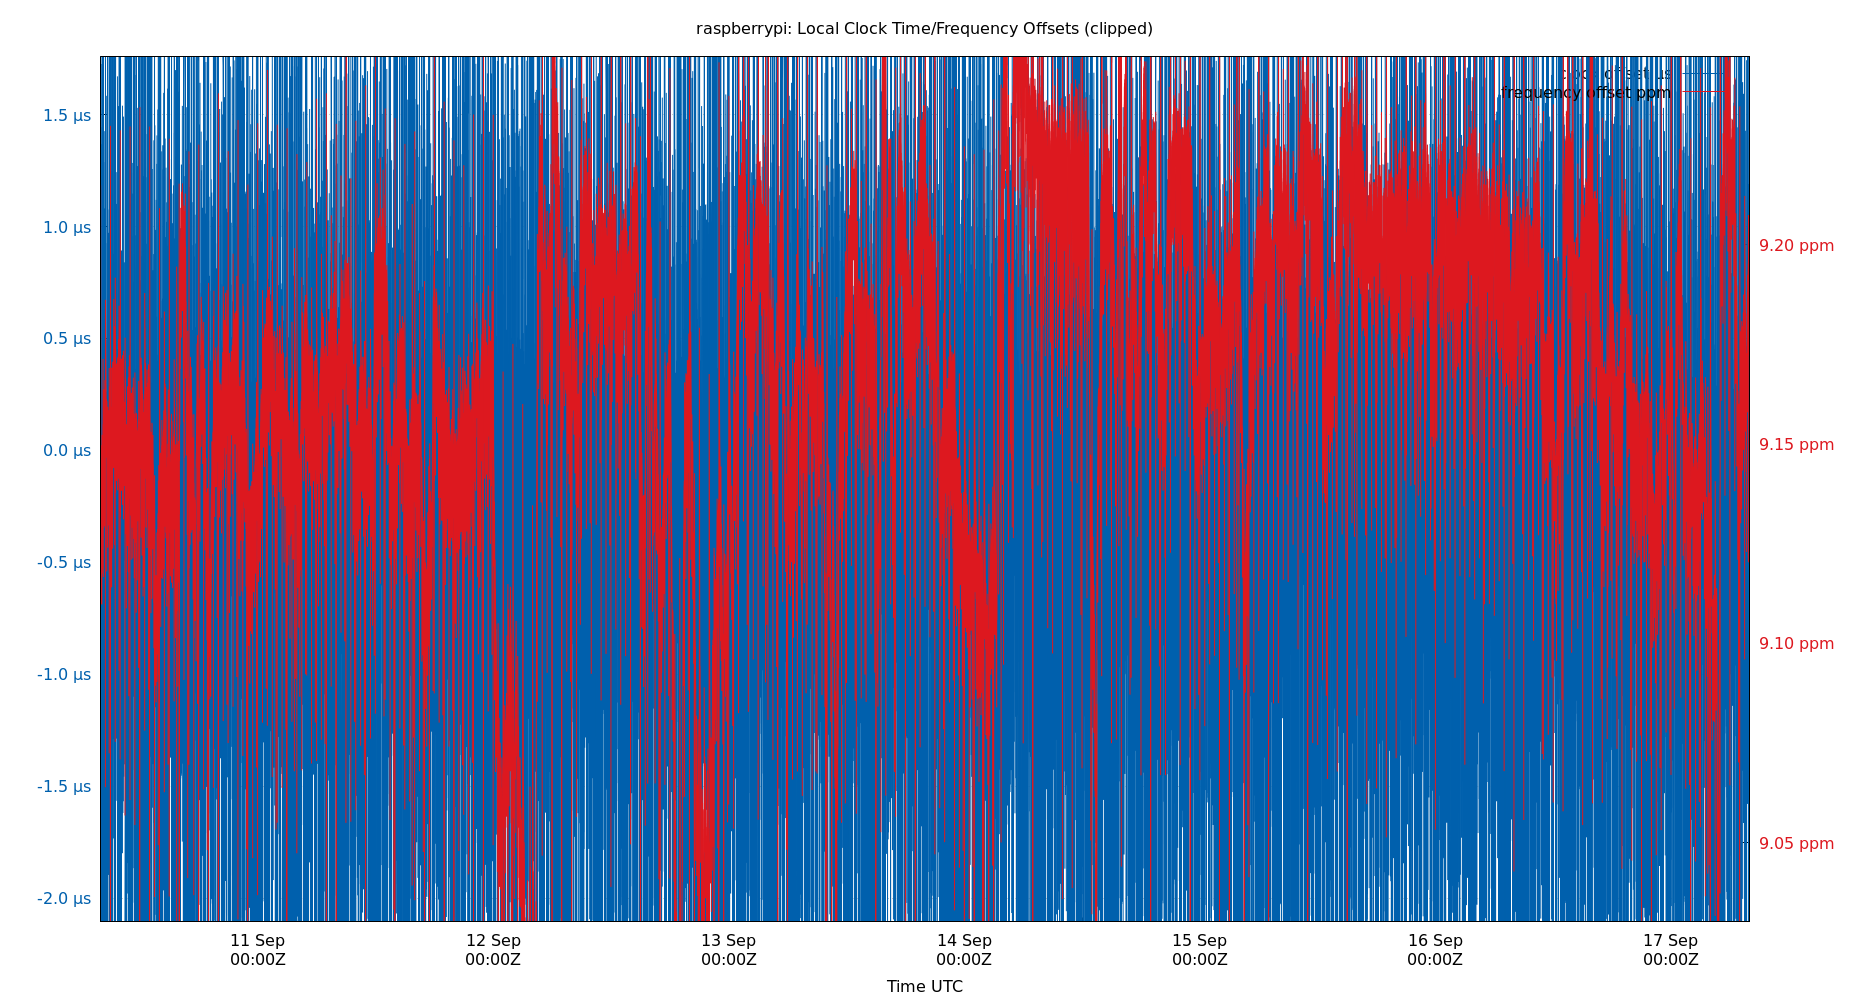 raspberrypi: Local Clock Time/Frequency Offsets (clipped)
clock offset µs
frequency offset ppm
1.5 µs
1.0 µs
0.5 µs
0.0 µs
-0.5 µs
-1.0 µs
-1.5 µs
-2.0 µs
9.20 ppm
9.15 ppm
9.10 ppm
9.05 ppm
11 Sep 12 Sep 13 Sep 14 Sep 15 Sep 16 Sep 17 Sep
00:00Z 00:00Z 00:00Z 00:00Z 00:00Z 00:00Z 00:00Z
Time UTC